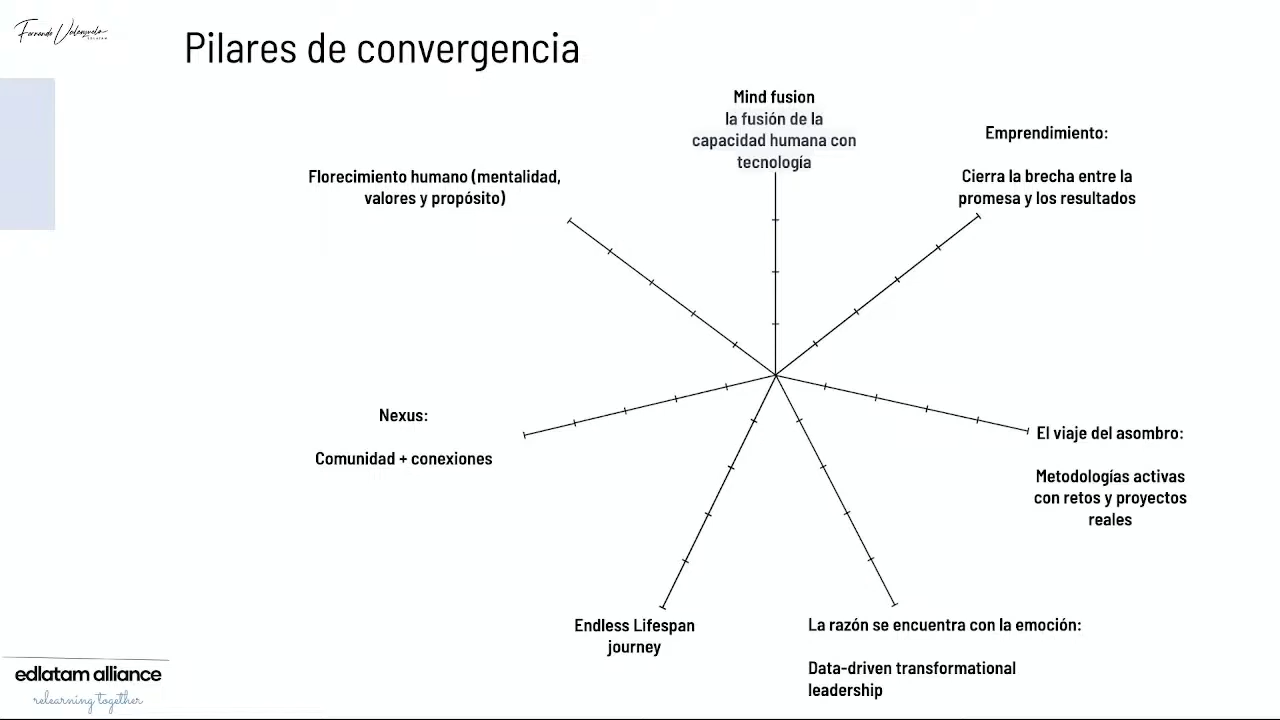 Fernando Valenzuela
Pilares de convergencia
Mind fusion
la fusión de la
capacidad humana con
tecnología
Emprendimiento:
Cierra la brecha entre la
promesa y los resultados
Florecimiento humano (mentalidad,
valores y propósito)
Nexus:
Comunidad + conexiones
El viaje del asombro:
Metodologías activas
con retos y proyectos
reales
Endless Lifespan
journey
La razón se encuentra con la emoción:
Data-driven transformational
leadership
edlatam alliance
relearning together